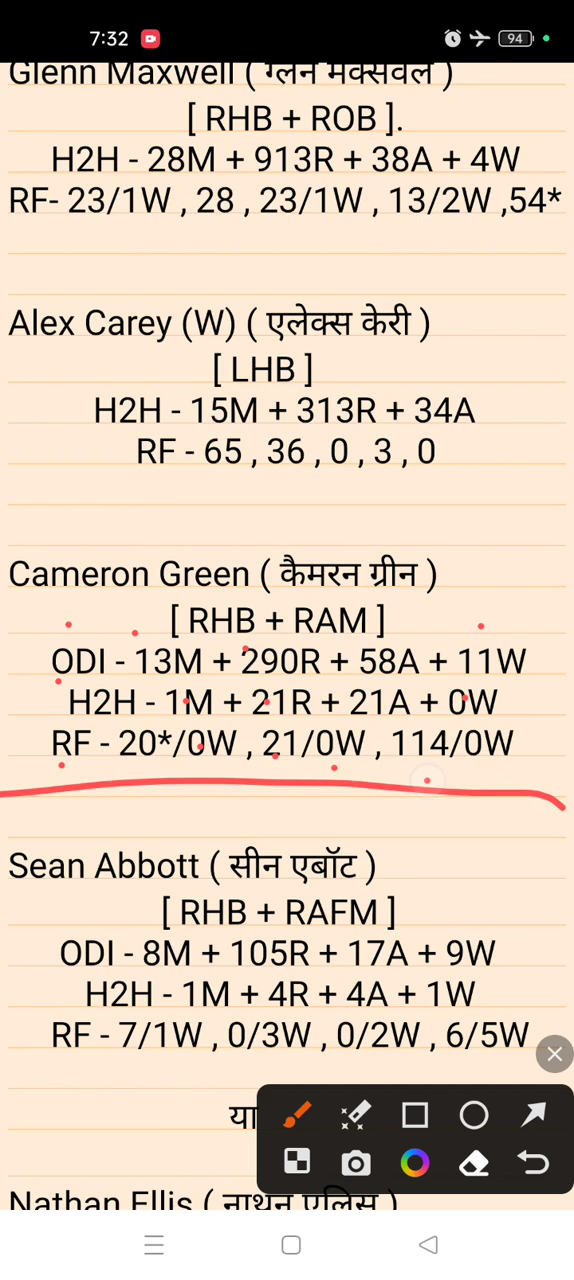 7:32
94
Glenn Maxwell ( ग्लेन मैक्सवेल )
[ RHB + ROB ].
H2H - 28M + 913R + 38A + 4W
RF- 23/1W , 28 , 23/1W , 13/2W ,54*
Alex Carey (W) ( एलेक्स केरी )
[ LHB ]
H2H - 15M + 313R + 34A
RF - 65 , 36 , 0 , 3 , 0
Cameron Green ( कैमरन ग्रीन )
[ RHB + RAM ]
ODI - 13M + 290R + 58A + 11W
H2H - 1M + 21R + 21A + 0W
RF - 20*/0W , 21/0W , 114/0W
Sean Abbott ( सीन एबॉट )
[ RHB + RAFM ]
ODI - 8M + 105R + 17A + 9W
H2H - 1M + 4R + 4A + 1W
RF - 7/1W , 0/3W , 0/2W , 6/5W
या
Nathan Ellis ( नाथन एलिस )